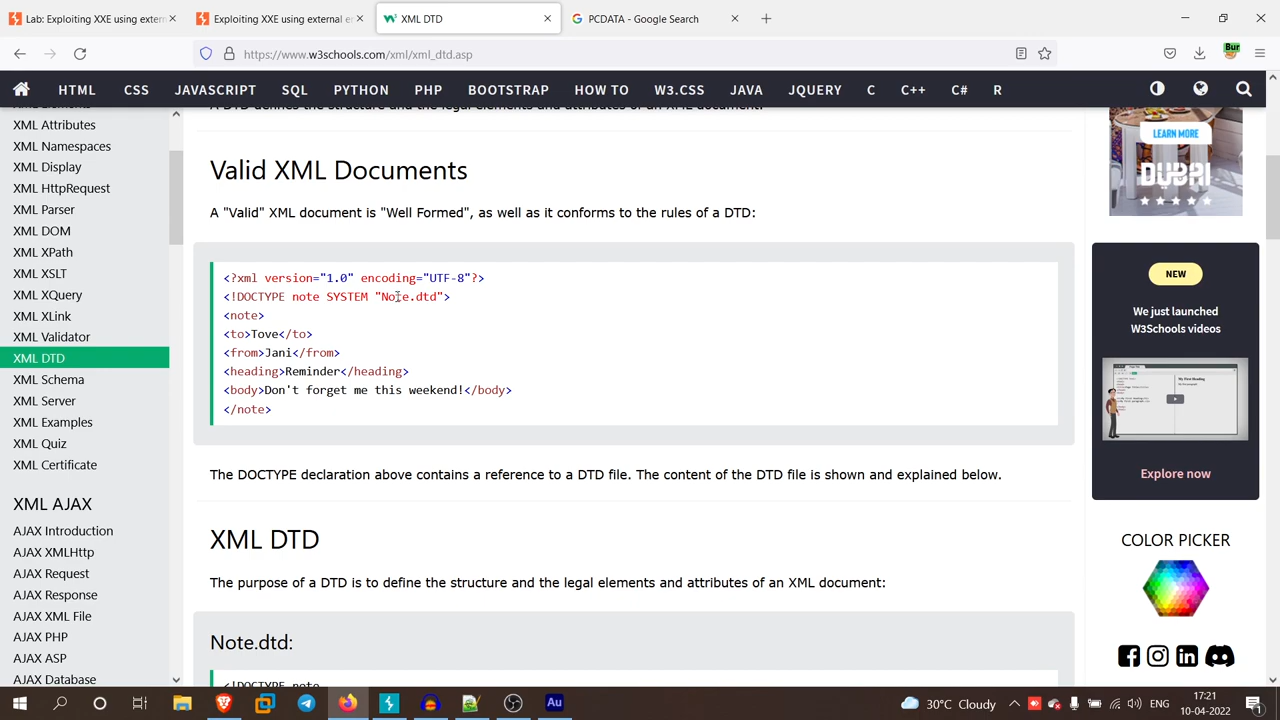 Lab: Exploiting XXE using extern
Exploiting XXE using external e
XML DTD
PCDATA - Google Search
https://www.w3schools.com/xml/xml_dtd.asp
Bur
HTML CSS JAVASCRIPT SQL PYTHON PHP BOOTSTRAP HOW TO W3.CSS JAVA JQUERY C C++ C# R
XML Attributes
XML Namespaces
XML Display
XML HttpRequest
XML Parser
XML DOM
XML XPath
XML XSLT
XML XQuery
XML XLink
XML Validator
XML DTD
XML Schema
XML Server
XML Examples
XML Quiz
XML Certificate
XML AJAX
AJAX Introduction
AJAX XMLHttp
AJAX Request
AJAX Response
AJAX XML File
AJAX PHP
AJAX ASP
AJAX Database
A DTD defines the structure and the legal elements and attributes of an XML document.
Valid XML Documents
A "Valid" XML document is "Well Formed", as well as it conforms to the rules of a DTD:
<?xml version="1.0" encoding="UTF-8"?>
<!DOCTYPE note SYSTEM "Note.dtd">
<note>
<to>Tove</to>
<from>Jani</from>
<heading>Reminder</heading>
<body>Don't forget me this weekend!</body>
</note>
The DOCTYPE declaration above contains a reference to a DTD file. The content of the DTD file is shown and explained below.
XML DTD
The purpose of a DTD is to define the structure and the legal elements and attributes of an XML document:
Note.dtd:
<!DOCTYPE note
LEARN MORE
DUBAI
NEW
We just launched
W3Schools videos
Explore now
COLOR PICKER
Au
30°C Cloudy
17:21
ENG
10-04-2022
1